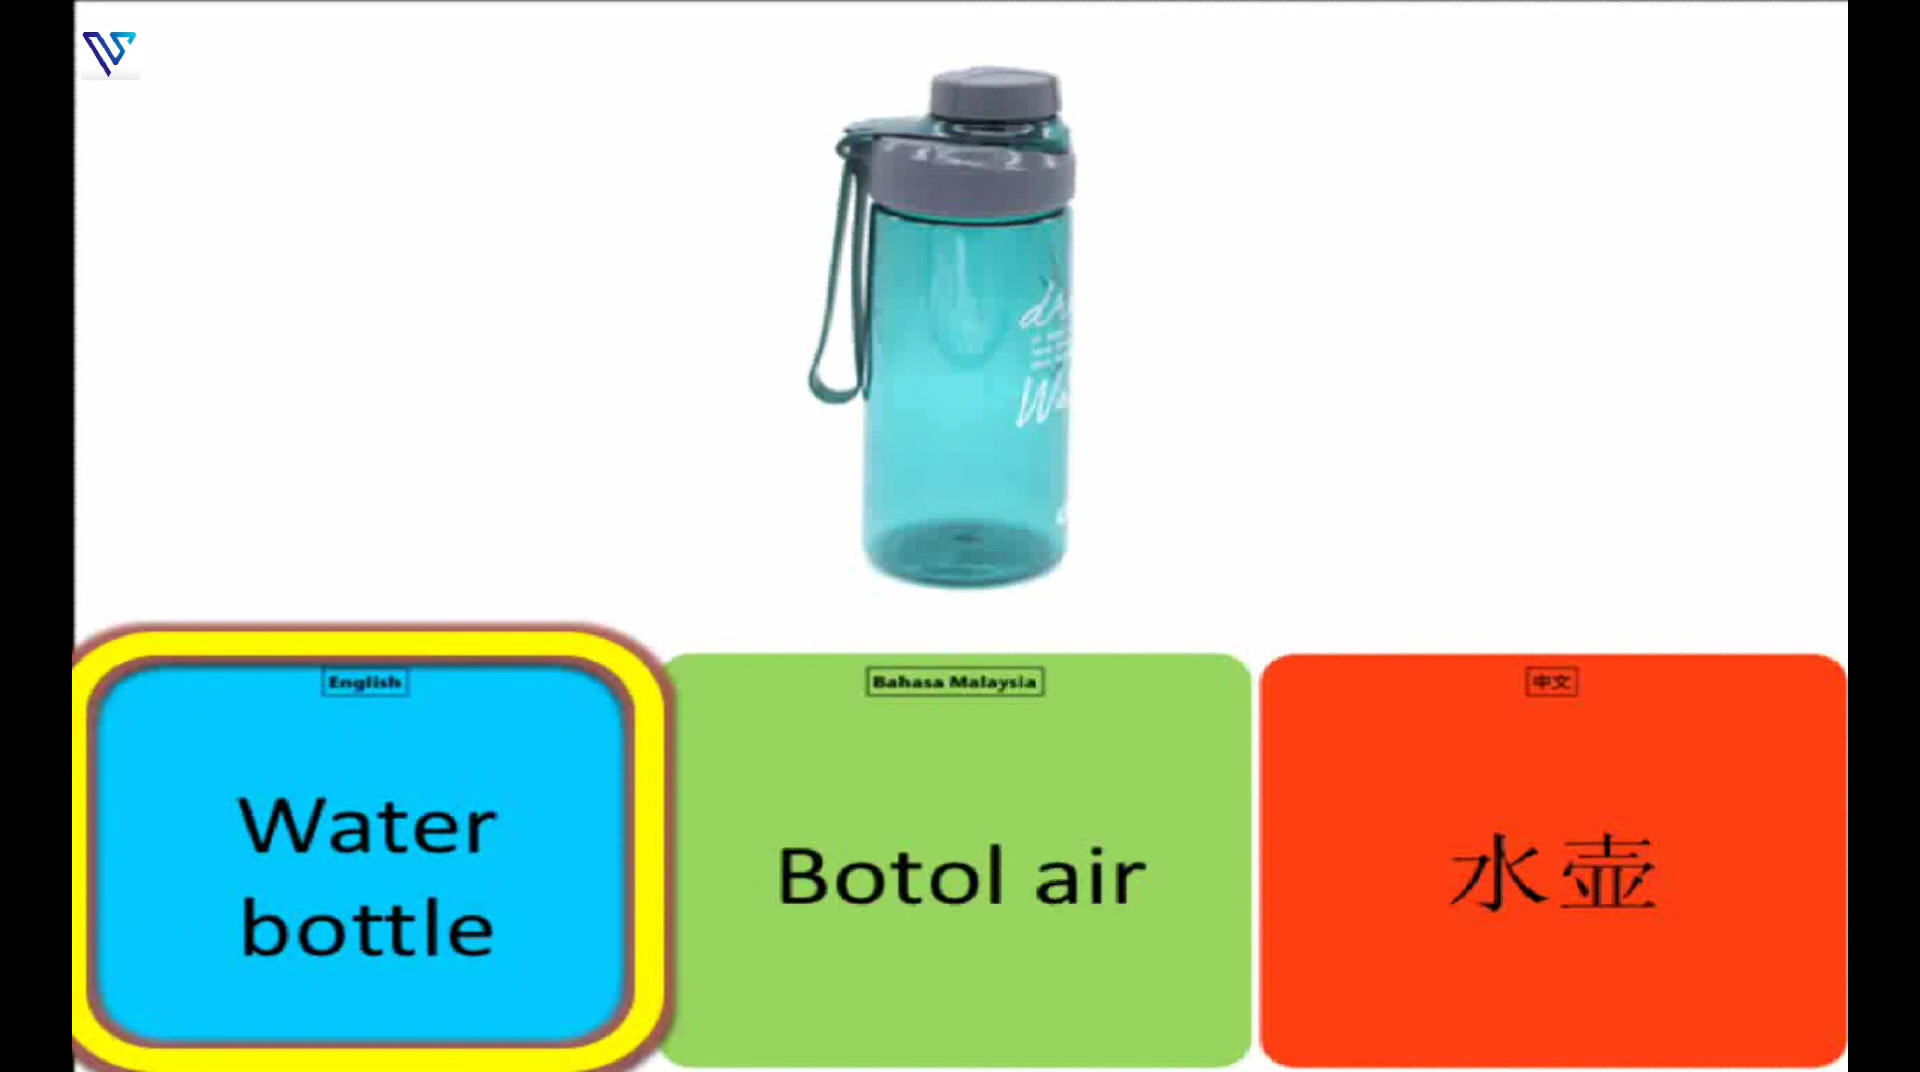 English
Water
bottle
Bahasa Malaysia
Botol air
中文
水壶